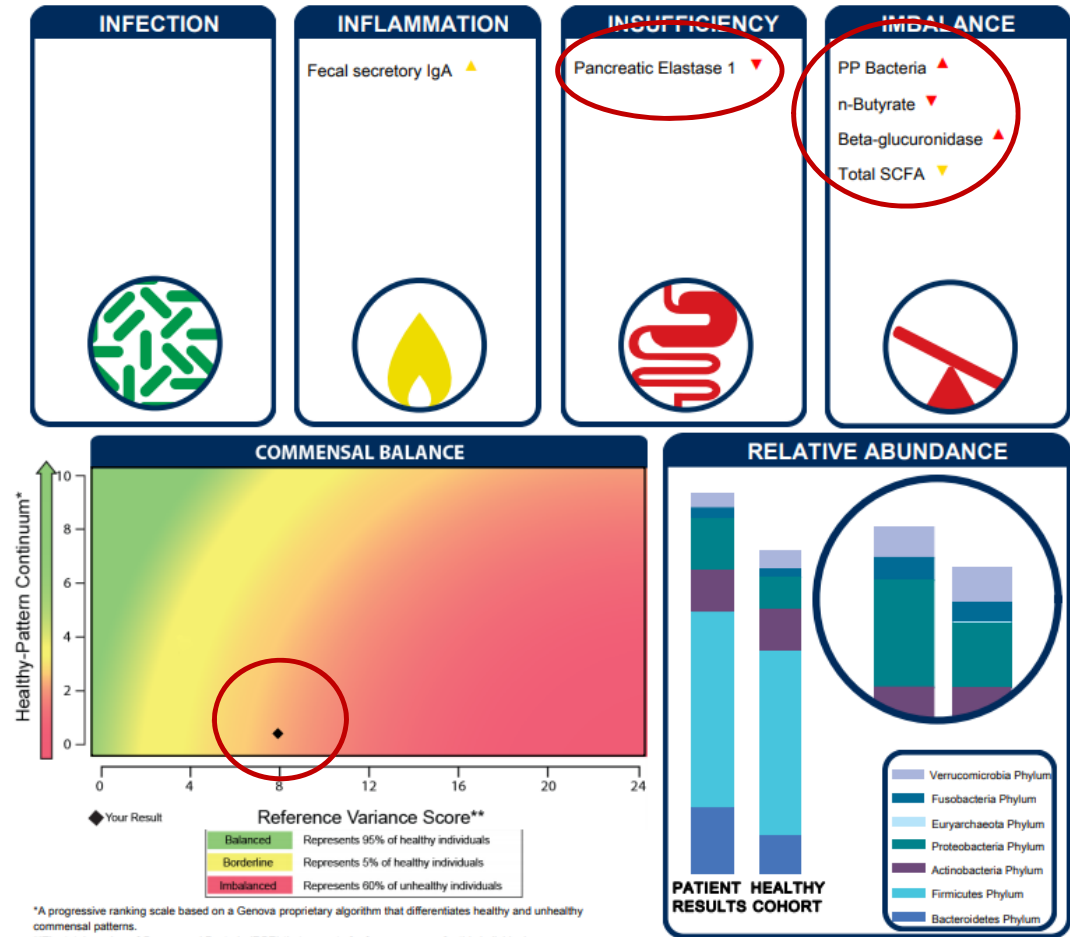 INFECTION
INFLAMMATION
Fecal secretory IgA
INSUFFICIENCY
Pancreatic Elastase 1
IMBALANCE
PP Bacteria
n-Butyrate
Beta-glucuronidase
Total SCFA
COMMENSAL BALANCE
Healthy-Pattern Continuum*
10
8
6
4
2
0
0 4 8 12 16 20 24
Your Result
Reference Variance Score**
Balanced Represents 95% of healthy individuals
Borderline Represents 5% of healthy individuals
Imbalanced Represents 60% of unhealthy individuals
*A progressive ranking scale based on a Genova proprietary algorithm that differentiates healthy and unhealthy
commensal patterns.
RELATIVE ABUNDANCE
PATIENT HEALTHY
RESULTS COHORT
Verrucomicrobia Phylum
Fusobacteria Phylum
Euryarchaeota Phylum
Proteobacteria Phylum
Actinobacteria Phylum
Firmicutes Phylum
Bacteroidetes Phylum